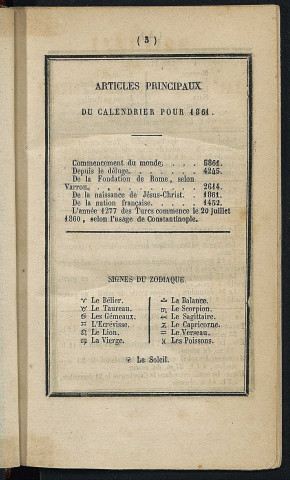 ( 3 )
ARTICLES PRINCIPAUX
DU CALENDRIER POUR 1861.
Commencement du monde. . . . . 5861.
Depuis le déluge. . . . . . . . 4245.
De la Fondation de Rome, selon
Varron. . . . . . . . . . . . 2614.
De la naissance de Jésus-Christ. . 1861.
De la nation française. . . . . . 1452.
L'année 1277 des Turcs commence le 20 juillet
1860, selon l'usage de Constantinople.
SIGNES DU ZODIAQUE.
♈ Le Bélier.
♉ Le Taureau.
♊ Les Gémeaux.
♋ L'Ecrévisse.
♌ Le Lion.
♍ La Vierge.
♎ La Balance.
♏ Le Scorpion.
♐ Le Sagittaire.
♑ Le Capricorne.
♒ Le Verseau.
♓ Les Poissons.
☉ Le Soleil.